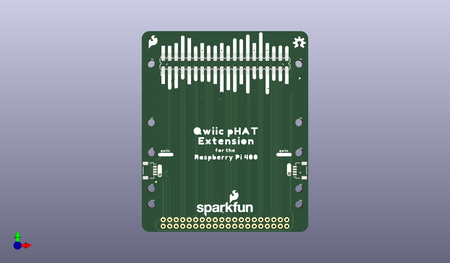 qwiic
qwiic
Qwiic pHAT
Extension
for the
Raspberry Pi 400
sparkfun